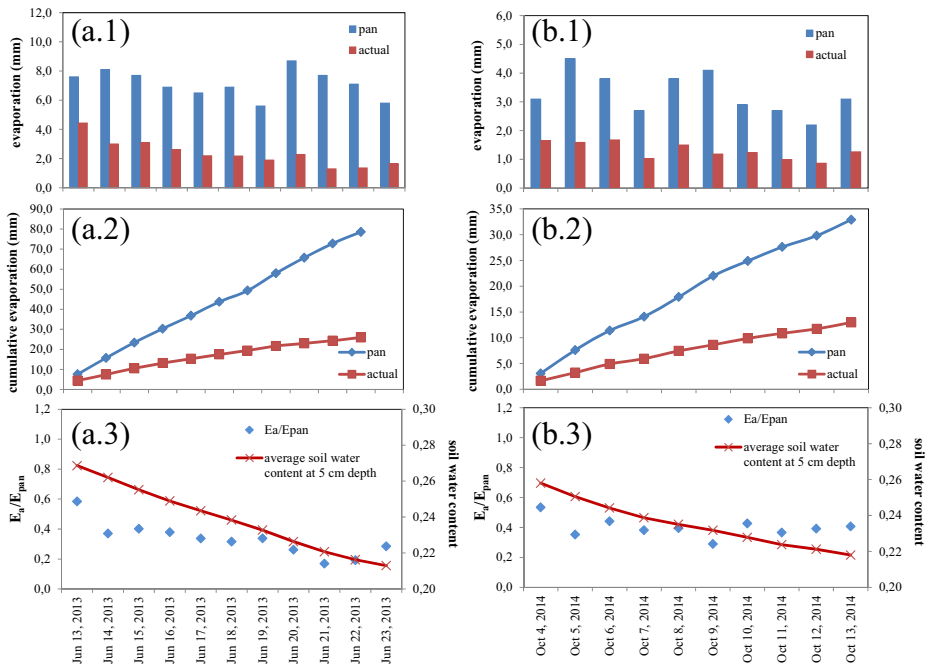 (a.1)
12,0
10,0
8,0
6,0
4,0
2,0
0,0
evaporation (mm)
pan
actual
(b.1)
6,0
5,0
4,0
3,0
2,0
1,0
0,0
evaporation (mm)
pan
actual
(a.2)
90,0
80,0
70,0
60,0
50,0
40,0
30,0
20,0
10,0
0,0
cumulative evaporation (mm)
pan
actual
(b.2)
35,0
30,0
25,0
20,0
15,0
10,0
5,0
0,0
cumulative evaporation (mm)
pan
actual
(a.3)
1,2
1,0
0,8
0,6
0,4
0,2
0,0
Ea/Epan
Ea/Epan
average soil water
content at 5 cm depth
0,30
0,28
0,26
0,24
0,22
0,20
soil water content
Jun 13, 2013
Jun 14, 2013
Jun 15, 2013
Jun 16, 2013
Jun 17, 2013
Jun 18, 2013
Jun 19, 2013
Jun 20, 2013
Jun 21, 2013
Jun 22, 2013
Jun 23, 2013
(b.3)
1,2
1,0
0,8
0,6
0,4
0,2
0,0
Ea/Epan
Ea/Epan
average soil water
content at 5 cm depth
0,30
0,28
0,26
0,24
0,22
0,20
soil water content
Oct 4, 2014
Oct 5, 2014
Oct 6, 2014
Oct 7, 2014
Oct 8, 2014
Oct 9, 2014
Oct 10, 2014
Oct 11, 2014
Oct 12, 2014
Oct 13, 2014